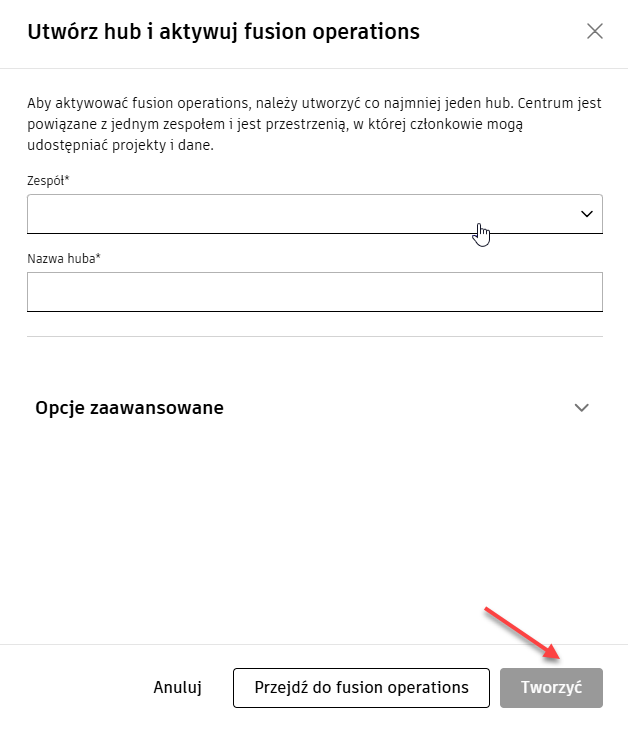 Utwórz hub i aktywuj fusion operations
Aby aktywować fusion operations, należy utworzyć co najmniej jeden hub. Centrum jest
powiązane z jednym zespołem i jest przestrzenią, w której członkowie mogą
udostępniać projekty i dane.
Zespół*
Nazwa huba*
Opcje zaawansowane
Anuluj
Przejdź do fusion operations
Tworzyć